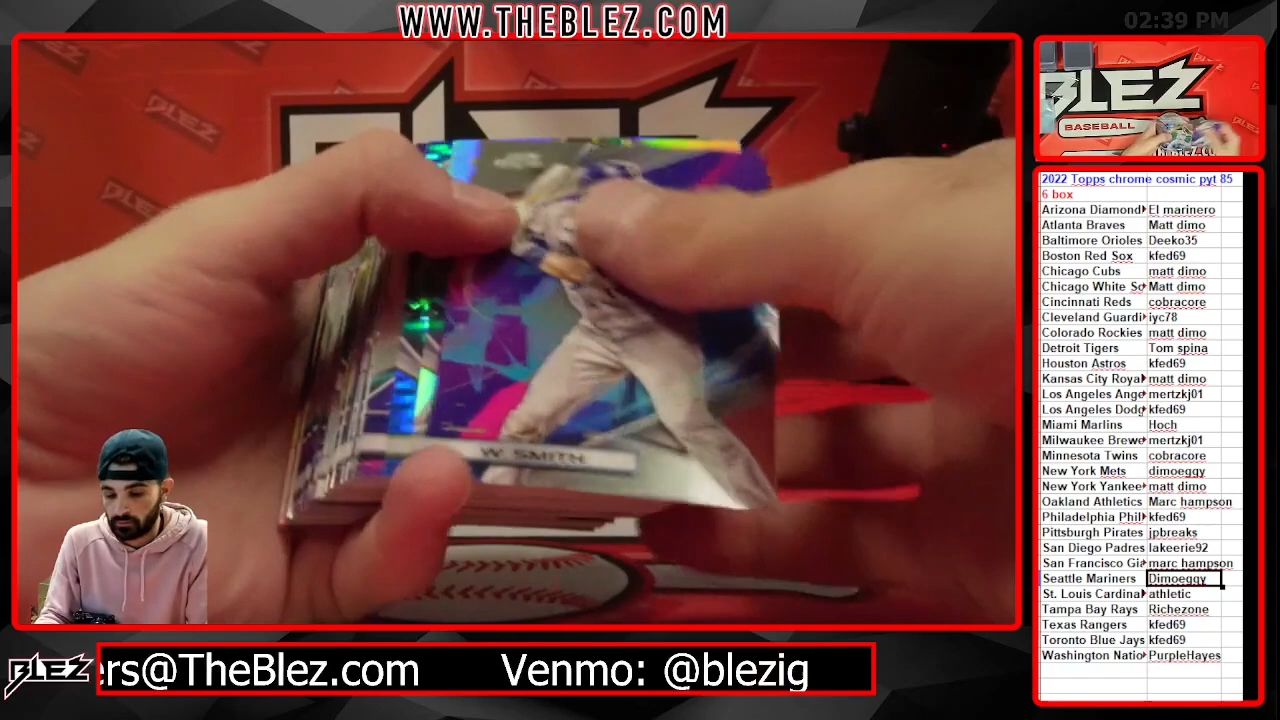 WWW.THEBLEZ.COM
02:39 PM
BLEZ
BLEZ
BLEZ
W. SMITH
BLEZ
BASEBALL
2022 Topps chrome cosmic pyt 85
6 box
Arizona Diamond El marinero
Atlanta Braves Matt dimo
Baltimore Orioles Deeko35
Boston Red Sox kfed69
Chicago Cubs matt dimo
Chicago White So Matt dimo
Cincinnati Reds cobracore
Cleveland Guardi iyc78
Colorado Rockies matt dimo
Detroit Tigers Tom spina
Houston Astros kfed69
Kansas City Roya matt dimo
Los Angeles Ange mertzkj01
Los Angeles Dodg kfed69
Miami Marlins Hoch
Milwaukee Brewe mertzkj01
Minnesota Twins cobracore
New York Mets dimoeggy
New York Yankee matt dimo
Oakland Athletics Marc hampson
Philadelphia Phil kfed69
Pittsburgh Pirates jpbreaks
San Diego Padres lakeerie92
San Francisco Gia marc hampson
Seattle Mariners Dimoeggy
St. Louis Cardina athletic
Tampa Bay Rays Richezone
Texas Rangers kfed69
Toronto Blue Jays kfed69
Washington Natio PurpleHayes
BLEZ
ers@TheBlez.com Venmo: @blezig